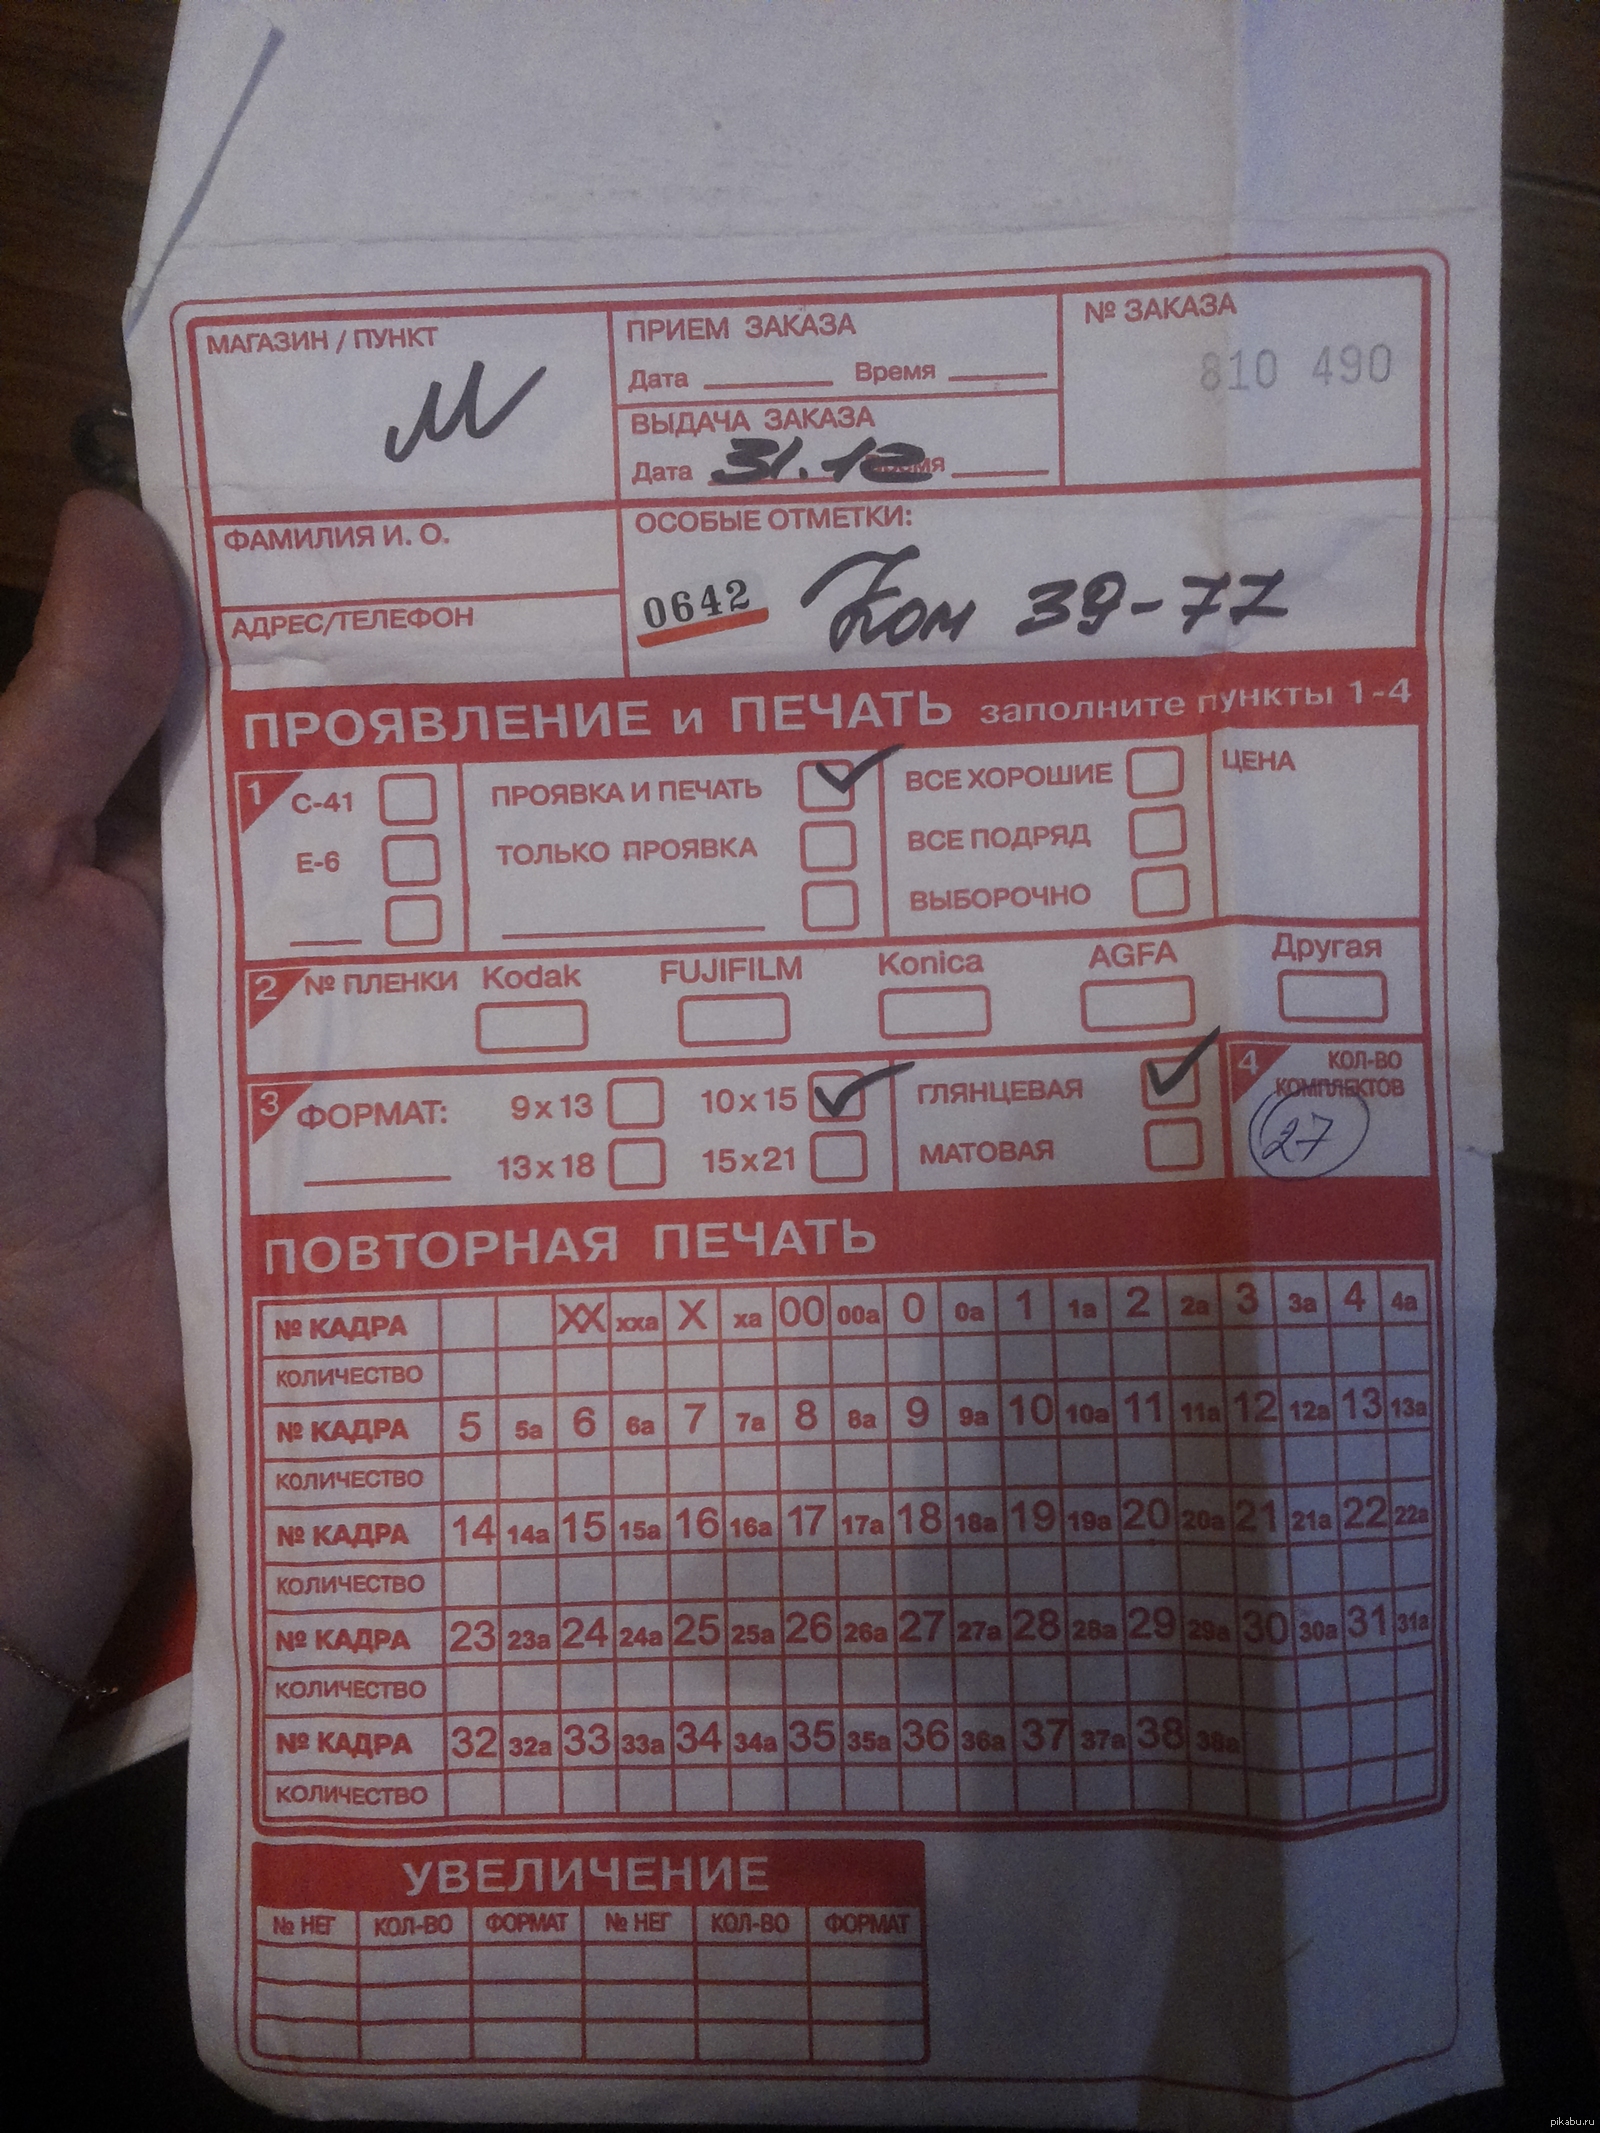 МАГАЗИН / ПУНКТ
М
ПРИЕМ ЗАКАЗА
Дата Время
ВЫДАЧА ЗАКАЗА
Дата 31.12 Время
№ ЗАКАЗА
810 490
ФАМИЛИЯ И. О.
АДРЕС/ТЕЛЕФОН
ОСОБЫЕ ОТМЕТКИ:
0642 Ком 39-77
ПРОЯВЛЕНИЕ и ПЕЧАТЬ заполните пункты 1-4
1 С-41 ПРОЯВКА И ПЕЧАТЬ ВСЕ ХОРОШИЕ ЦЕНА
Е-6 ТОЛЬКО ПРОЯВКА ВСЕ ПОДРЯД
ВЫБОРОЧНО
2 № ПЛЕНКИ Kodak FUJIFILM Konica AGFA Другая
3 ФОРМАТ: 9х13 10х15 ГЛЯНЦЕВАЯ
13х18 15х21 МАТОВАЯ
4 КОЛ-ВО
КОМПЛЕКТОВ
27
ПОВТОРНАЯ ПЕЧАТЬ
№ КАДРА XX xxa X xa 00 00a 0 0a 1 1a 2 2a 3 3a 4 4a
КОЛИЧЕСТВО
№ КАДРА 5 5a 6 6a 7 7a 8 8a 9 9a 10 10a 11 11a 12 12a 13 13a
КОЛИЧЕСТВО
№ КАДРА 14 14a 15 15a 16 16a 17 17a 18 18a 19 19a 20 20a 21 21a 22 22a
КОЛИЧЕСТВО
№ КАДРА 23 23a 24 24a 25 25a 26 26a 27 27a 28 28a 29 29a 30 30a 31 31a
КОЛИЧЕСТВО
№ КАДРА 32 32a 33 33a 34 34a 35 35a 36 36a 37 37a 38 38a
КОЛИЧЕСТВО
УВЕЛИЧЕНИЕ
№ НЕГ КОЛ-ВО ФОРМАТ № НЕГ КОЛ-ВО ФОРМАТ
pikabu.ru